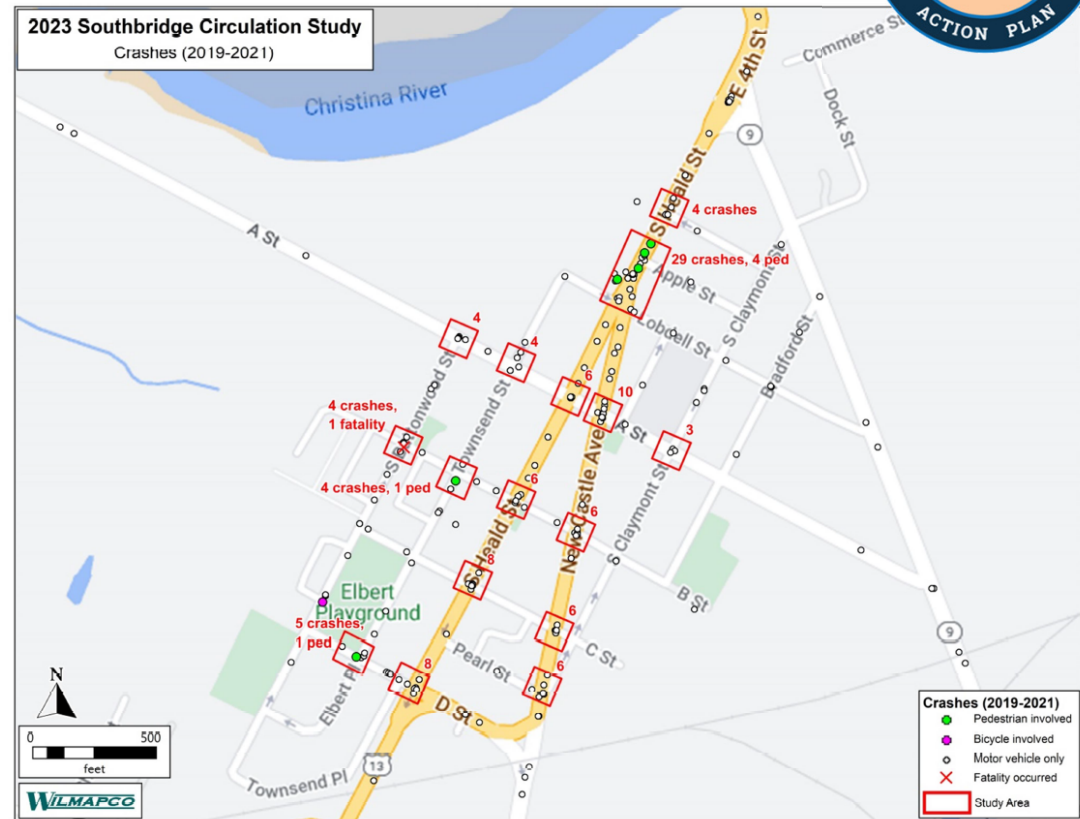 2023 Southbridge Circulation Study
Crashes (2019-2021)
ACTION PLAN
Commerce St
E 4th St
Dock St
Christina River
9
S Heald St
4 crashes
A St
29 crashes, 4 ped
Apple St
S Claymont St
Lobdell St
Bradford St
4
4
6
10
A St
3
4 crashes,
1 fatality
S Buttonwood St
Townsend St
4 crashes, 1 ped
6
6
New Castle Ave
S Claymont St
S Heald St
8
B St
Elbert
Playground
5 crashes,
1 ped
6
C St
9
Pearl St
8
6
Elbert Pl
D St
N
0 500
feet
13
Townsend Pl
WILMAPCO
Crashes (2019-2021)
Pedestrian involved
Bicycle involved
Motor vehicle only
Fatality occurred
Study Area